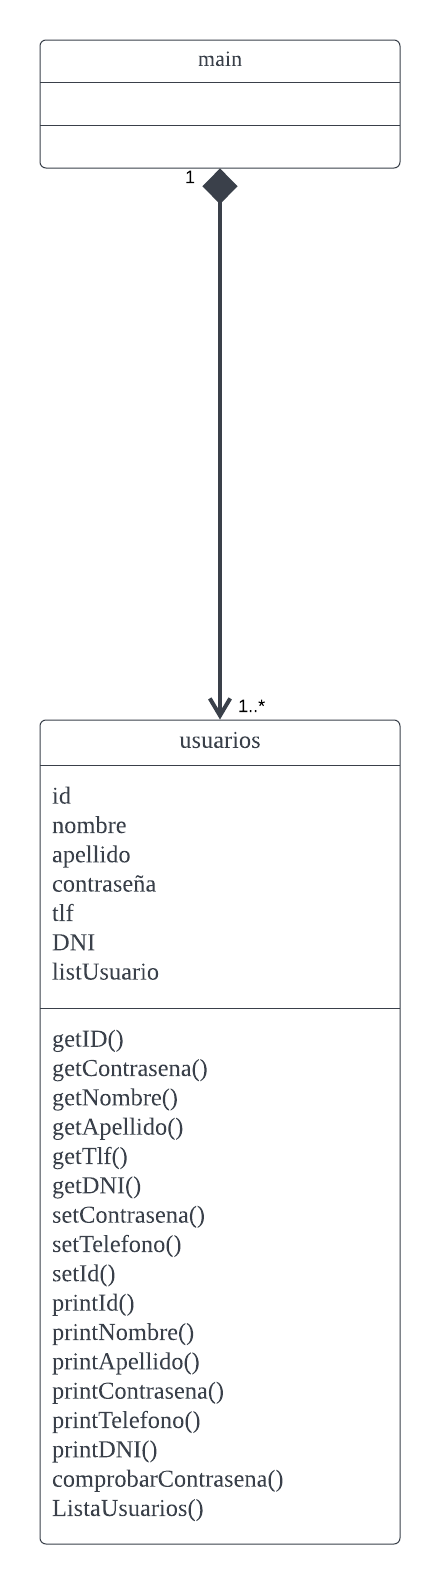 main
1
1..*
usuarios
id
nombre
apellido
contraseña
tlf
DNI
listUsuario
getID()
getContrasena()
getNombre()
getApellido()
getTlf()
getDNI()
setContrasena()
setTelefono()
setId()
printId()
printNombre()
printApellido()
printContrasena()
printTelefono()
printDNI()
comprobarContrasena()
ListaUsuarios()